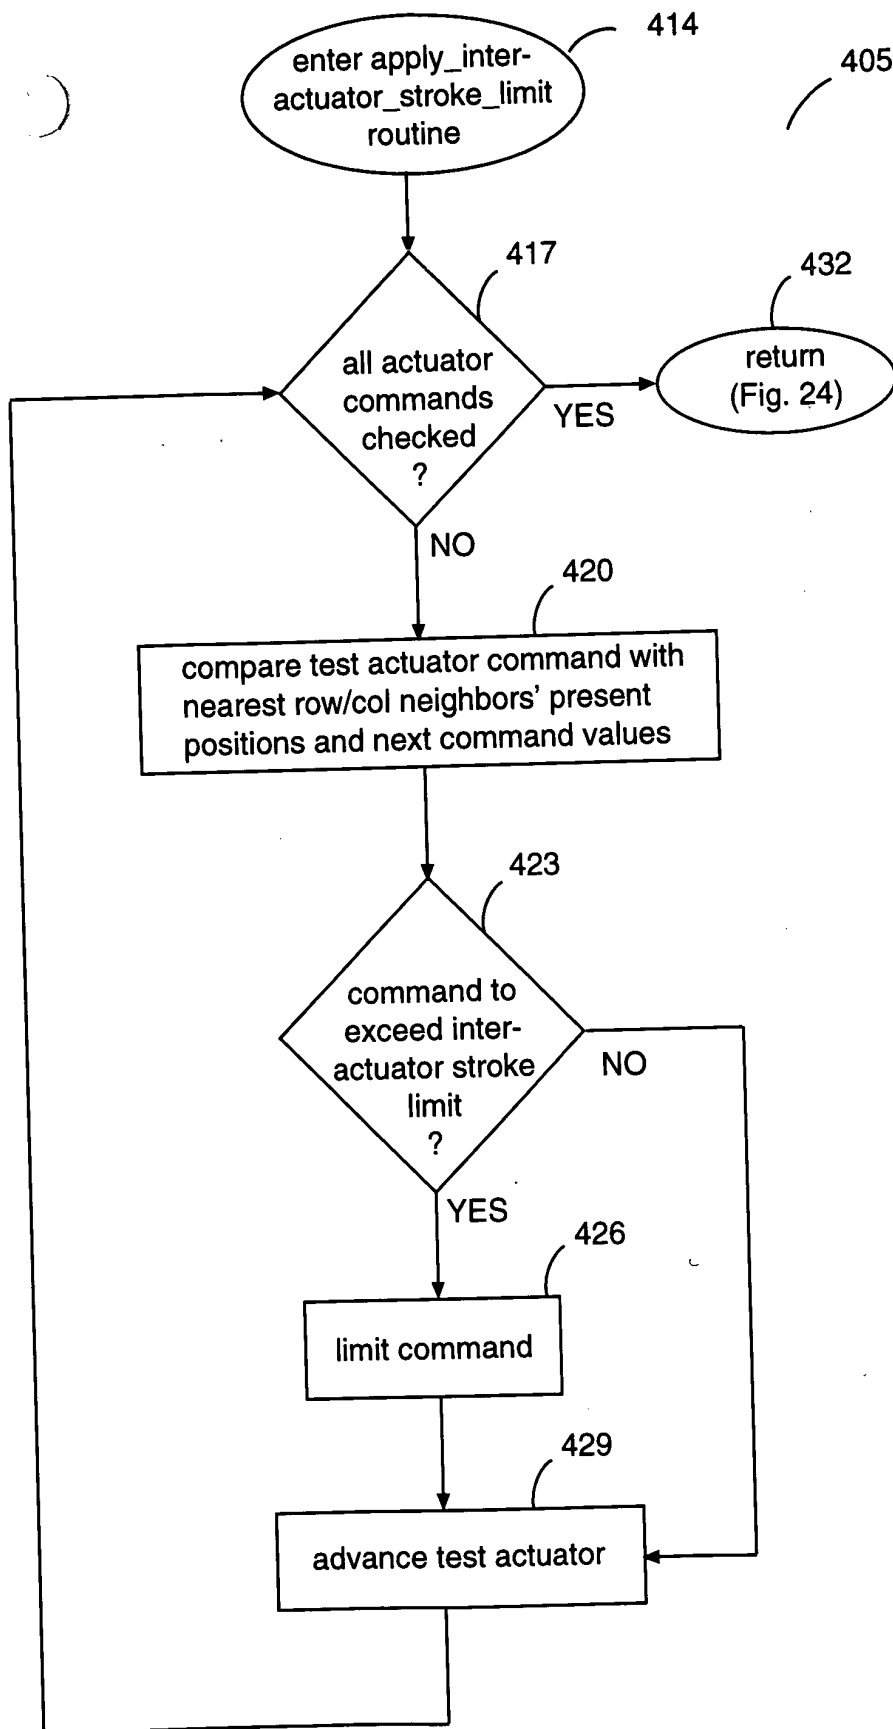 414
enter apply_inter-
actuator_stroke_limit
routine
405
417
432
all actuator
commands
checked
?
return
(Fig. 24)
YES
NO
420
compare test actuator command with
nearest row/col neighbors' present
positions and next command values
423
command to
exceed inter-
actuator stroke
limit
?
NO
YES
426
limit command
429
advance test actuator